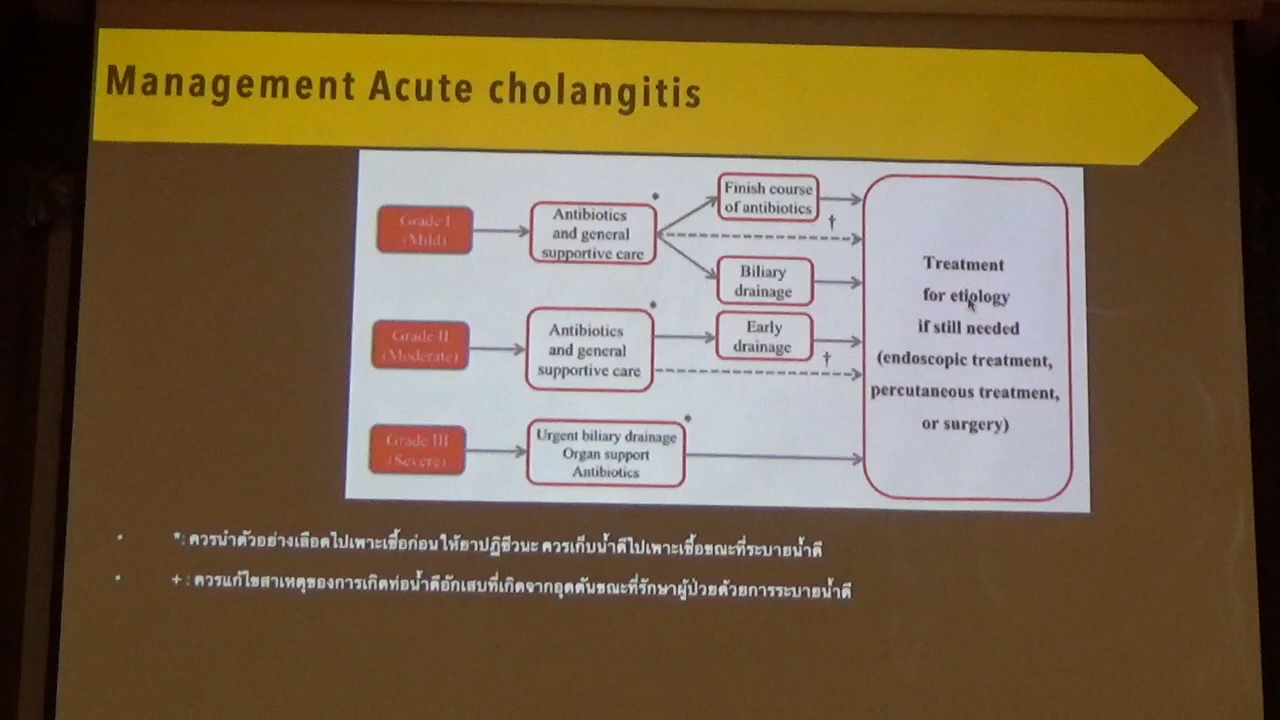 Management Acute cholangitis
Grade I
(Mild)
Antibiotics
and general
supportive care
*
Finish course
of antibiotics
†
Biliary
drainage
Grade II
(Moderate)
Antibiotics
and general
supportive care
*
Early
drainage
†
Grade III
(Severe)
Urgent biliary drainage
Organ support
Antibiotics
*
Treatment
for etiology
if still needed
(endoscopic treatment,
percutaneous treatment,
or surgery)
• *: ควรนำตัวอย่างเลือดไปเพาะเชื้อก่อนให้ยาปฏิชีวนะ ควรเก็บน้ำดีไปเพาะเชื้อขณะที่ระบายน้ำดี
• + : ควรแก้ไขสาเหตุของการเกิดท่อน้ำดีอักเสบที่เกิดจากอุดตันขณะที่รักษาผู้ป่วยด้วยการระบายน้ำดี